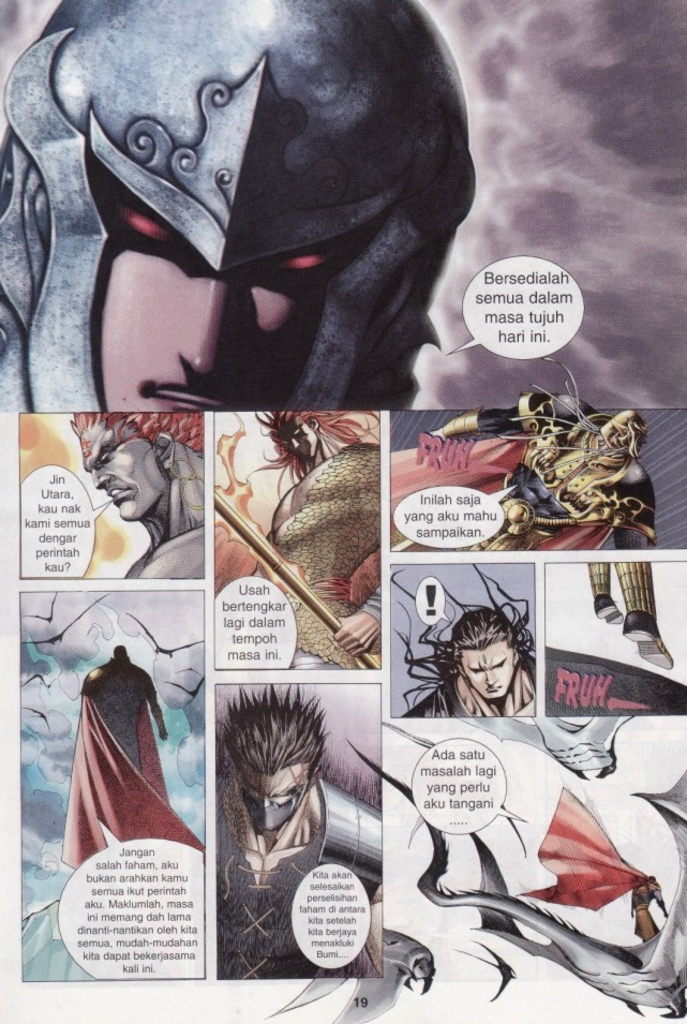 Bersedialah
semua dalam
masa tujuh
hari ini.
Jin
Utara,
kau nak
kami semua
dengar
perintah
kau?
Usah
bertengkar
lagi dalam
tempoh
masa ini.
FRUH
Inilah saja
yang aku mahu
sampaikan.
!
FRUH
Jangan
salah faham, aku
bukan arahkan kamu
semua ikut perintah
aku. Maklumlah, masa
ini memang dah lama
dinanti-nantikan oleh kita
semua, mudah-mudahan
kita dapat bekerjasama
kali ini.
Kita akan
selesaikan
perselisihan
faham di antara
kita setelah
kita berjaya
menakluki
Bumi....
Ada satu
masalah lagi
yang perlu
aku tangani
.....
19